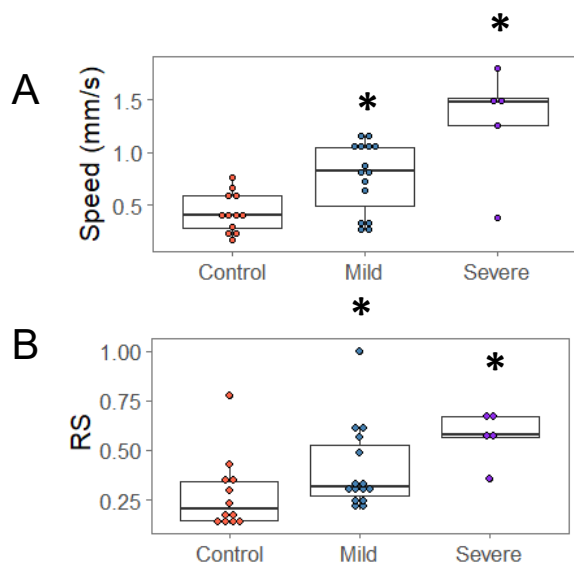 *
A
*
Speed (mm/s)
1.5
1.0
0.5
Control Mild Severe
*
B
*
RS
1.00
0.75
0.50
0.25
Control Mild Severe